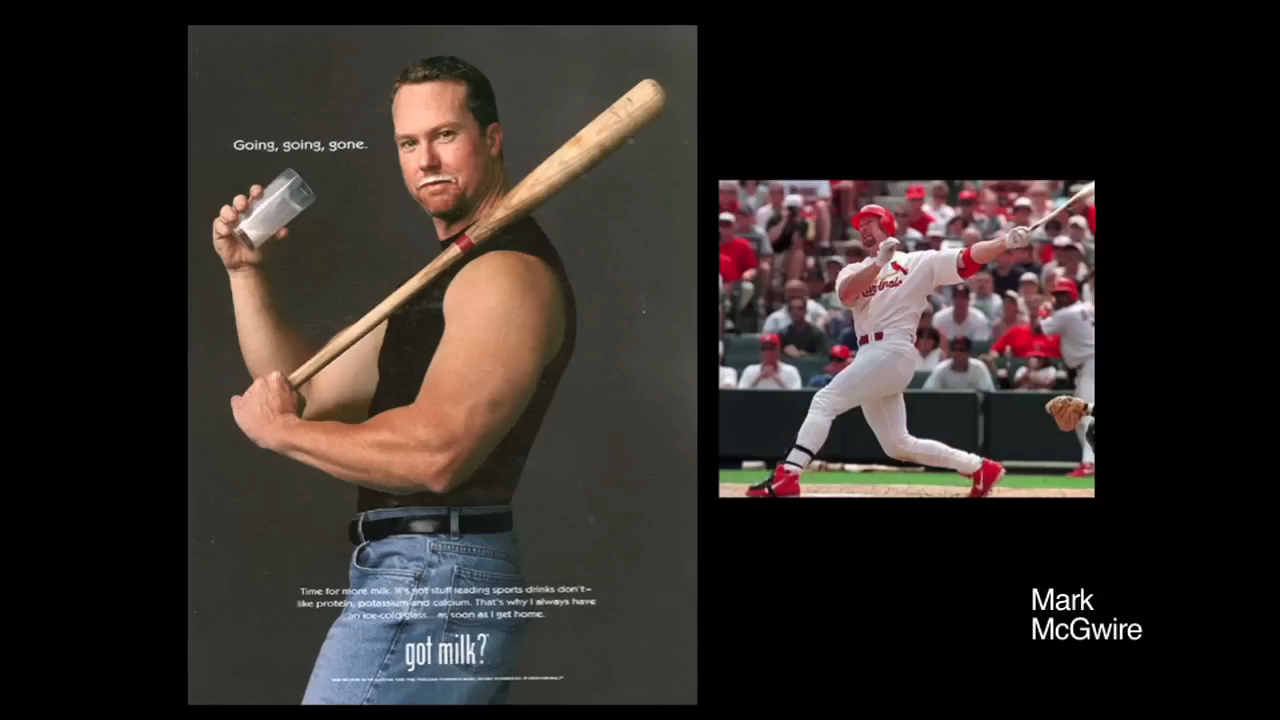 Going, going, gone.
Time for more milk. It's got stuff leading sports drinks don't–
like protein, potassium and calcium. That's why I always have
an ice-cold glass... as soon as I get home.
got milk?
Cardinals
Mark
McGwire